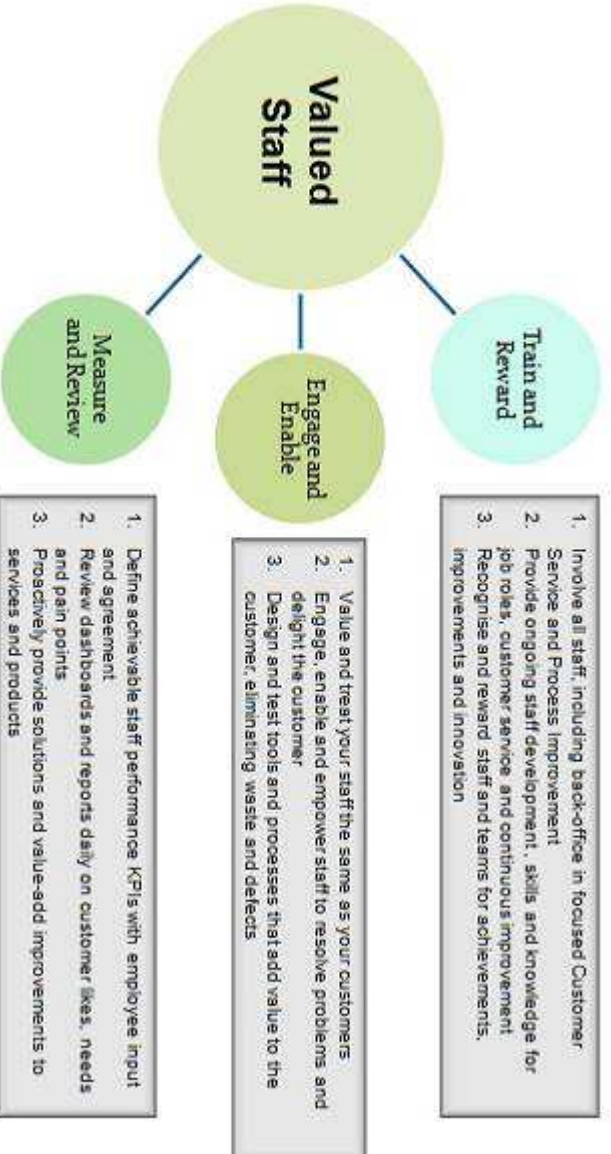 Valued
Staff
Train and
Reward
1. Involve all staff, including back-office in focused Customer
Service and Process Improvement
2. Provide ongoing staff development , skills and knowledge for
job roles, customer service and continuous improvement
3. Recognise and reward staff and teams for achievements,
improvements and innovation
Engage and
Enable
1. Value and treat your staff the same as your customers
2. Engage, enable and empower staff to resolve problems and
delight the customer
3. Design and test tools and processes that add value to the
customer, eliminating waste and defects
Measure
and Review
1. Define achievable staff performance KPIs with employee input
and agreement
2. Review dashboards and reports daily on customer likes, needs
and pain points
3. Proactively provide solutions and value-add improvements to
services and products